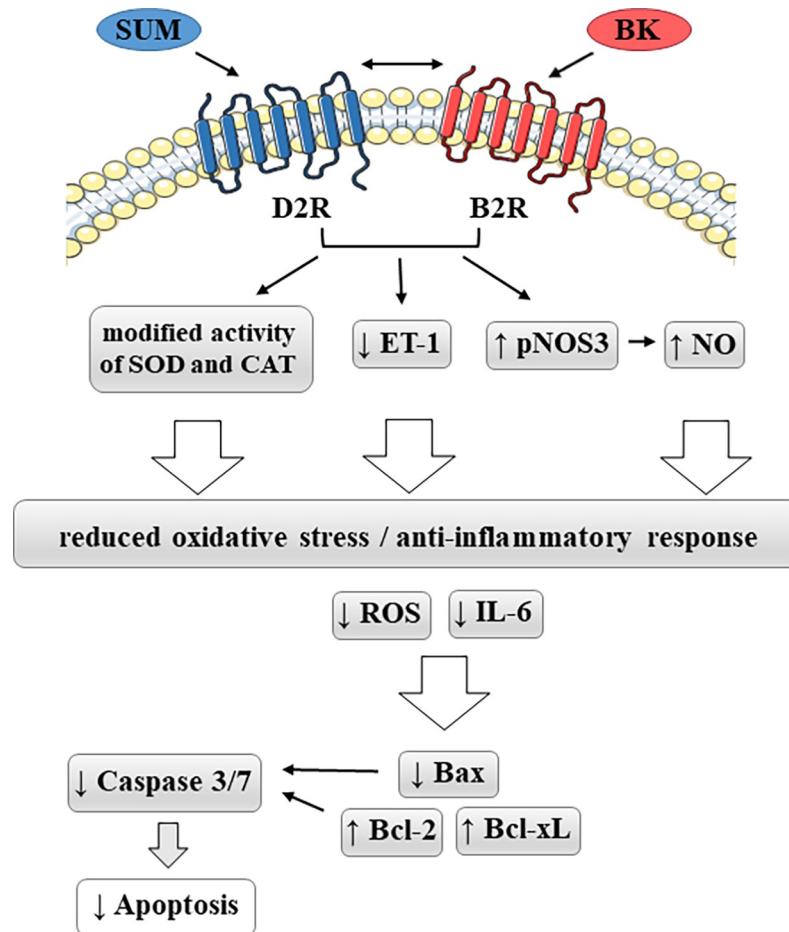 SUM
BK
D2R
B2R
modified activity
of SOD and CAT
↓ ET-1
↑ pNOS3
↑ NO
reduced oxidative stress / anti-inflammatory response
↓ ROS
↓ IL-6
↓ Caspase 3/7
↓ Bax
↑ Bcl-2
↑ Bcl-xL
↓ Apoptosis